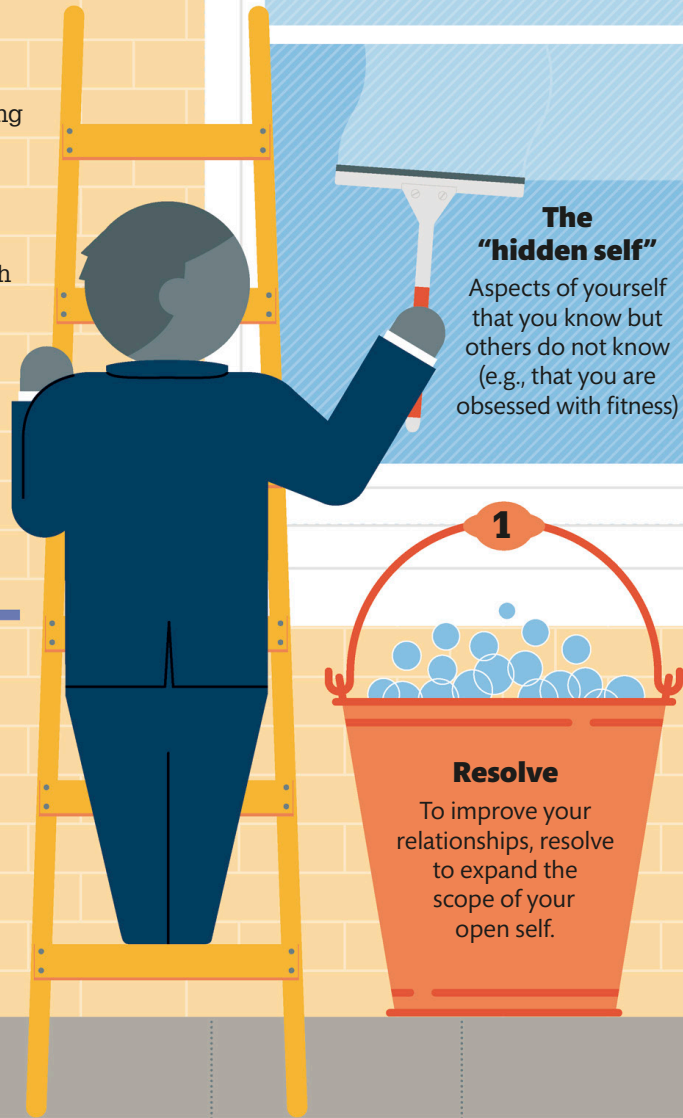 The
“hidden self”
Aspects of yourself
that you know but
others do not know
(e.g., that you are
obsessed with fitness)
1
Resolve
To improve your
relationships, resolve
to expand the
scope of your
open self.